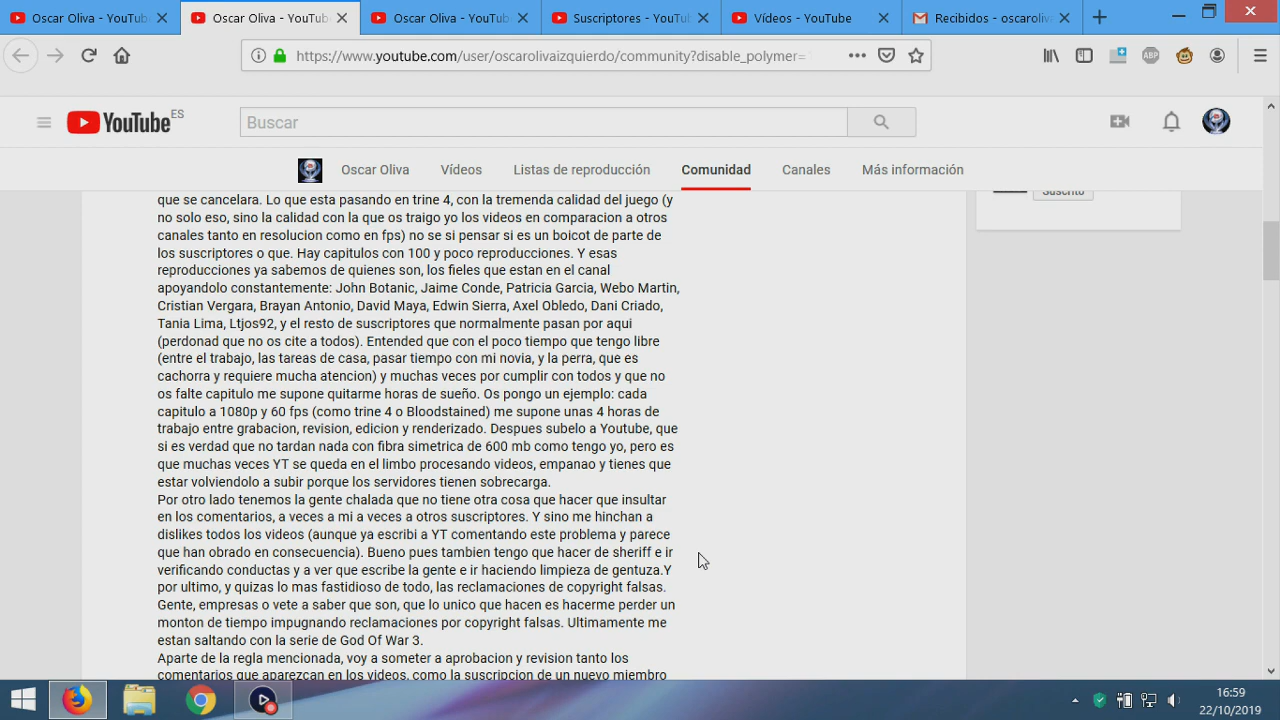 Oscar Oliva - YouTub
Oscar Oliva - YouTub
Oscar Oliva - YouTub
Suscriptores - YouTu
Vídeos - YouTube
Recibidos - oscaroliv
https://www.youtube.com/user/oscarolivaizquierdo/community?disable_polymer=
ABP
YouTube ES
Buscar
Oscar Oliva
Vídeos
Listas de reproducción
Comunidad
Canales
Más información
Suscrito
que se cancelara. Lo que esta pasando en trine 4, con la tremenda calidad del juego (y
no solo eso, sino la calidad con la que os traigo yo los videos en comparacion a otros
canales tanto en resolucion como en fps) no se si pensar si es un boicot de parte de
los suscriptores o que. Hay capitulos con 100 y poco reproducciones. Y esas
reproducciones ya sabemos de quienes son, los fieles que estan en el canal
apoyandolo constantemente: John Botanic, Jaime Conde, Patricia Garcia, Webo Martin,
Cristian Vergara, Brayan Antonio, David Maya, Edwin Sierra, Axel Obledo, Dani Criado,
Tania Lima, Ltjos92, y el resto de suscriptores que normalmente pasan por aqui
(perdonad que no os cite a todos). Entended que con el poco tiempo que tengo libre
(entre el trabajo, las tareas de casa, pasar tiempo con mi novia, y la perra, que es
cachorra y requiere mucha atencion) y muchas veces por cumplir con todos y que no
os falte capitulo me supone quitarme horas de sueño. Os pongo un ejemplo: cada
capitulo a 1080p y 60 fps (como trine 4 o Bloodstained) me supone unas 4 horas de
trabajo entre grabacion, revision, edicion y renderizado. Despues subelo a Youtube, que
si es verdad que no tardan nada con fibra simetrica de 600 mb como tengo yo, pero es
que muchas veces YT se queda en el limbo procesando videos, empanao y tienes que
estar volviendolo a subir porque los servidores tienen sobrecarga.
Por otro lado tenemos la gente chalada que no tiene otra cosa que hacer que insultar
en los comentarios, a veces a mi a veces a otros suscriptores. Y sino me hinchan a
dislikes todos los videos (aunque ya escribi a YT comentando este problema y parece
que han obrado en consecuencia). Bueno pues tambien tengo que hacer de sheriff e ir
verificando conductas y a ver que escribe la gente e ir haciendo limpieza de gentuza.Y
por ultimo, y quizas lo mas fastidioso de todo, las reclamaciones de copyright falsas.
Gente, empresas o vete a saber que son, que lo unico que hacen es hacerme perder un
monton de tiempo impugnando reclamaciones por copyright falsas. Ultimamente me
estan saltando con la serie de God Of War 3.
Aparte de la regla mencionada, voy a someter a aprobacion y revision tanto los
comentarios que aparezcan en los videos, como la suscripcion de un nuevo miembro
16:59
22/10/2019